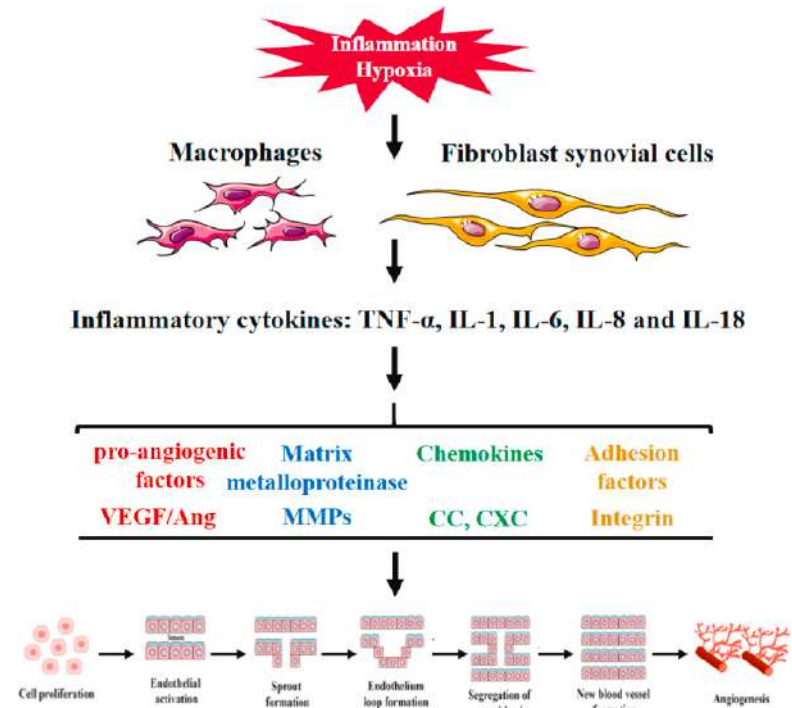 Inflammation
Hypoxia
Macrophages
Fibroblast synovial cells
Inflammatory cytokines: TNF-α, IL-1, IL-6, IL-8 and IL-18
pro-angiogenic
factors
Matrix
metalloproteinase
Chemokines
Adhesion
factors
VEGF/Ang
MMPs
CC, CXC
Integrin
lumen
Cell proliferation
Endothelial
activation
Sprout
formation
Endothelium
loop formation
Segregation of
New blood vessel
Angiogenesis